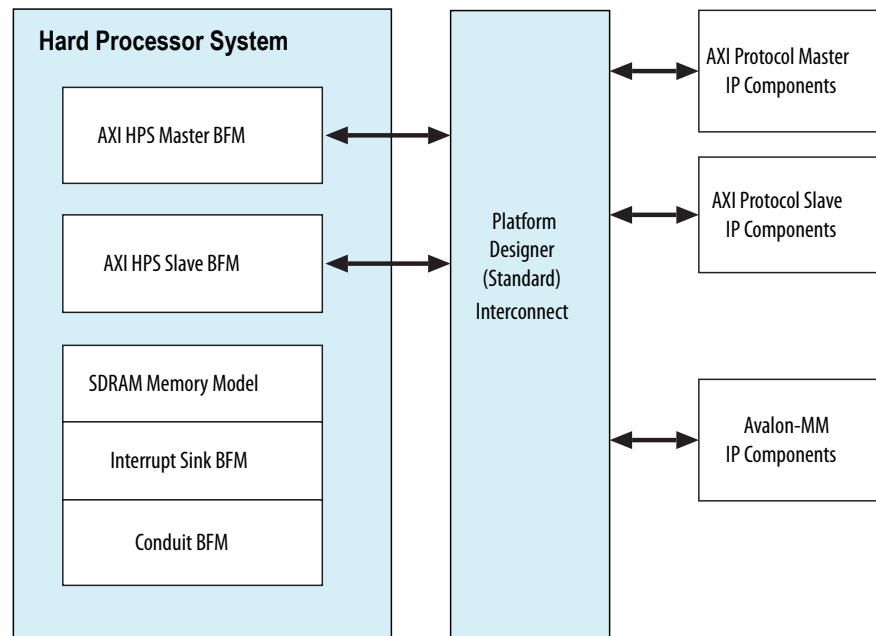 Hard Processor System
AXI HPS Master BFM
AXI HPS Slave BFM
SDRAM Memory Model
Interrupt Sink BFM
Conduit BFM
Platform
Designer
(Standard)
Interconnect
AXI Protocol Master
IP Components
AXI Protocol Slave
IP Components
Avalon-MM
IP Components